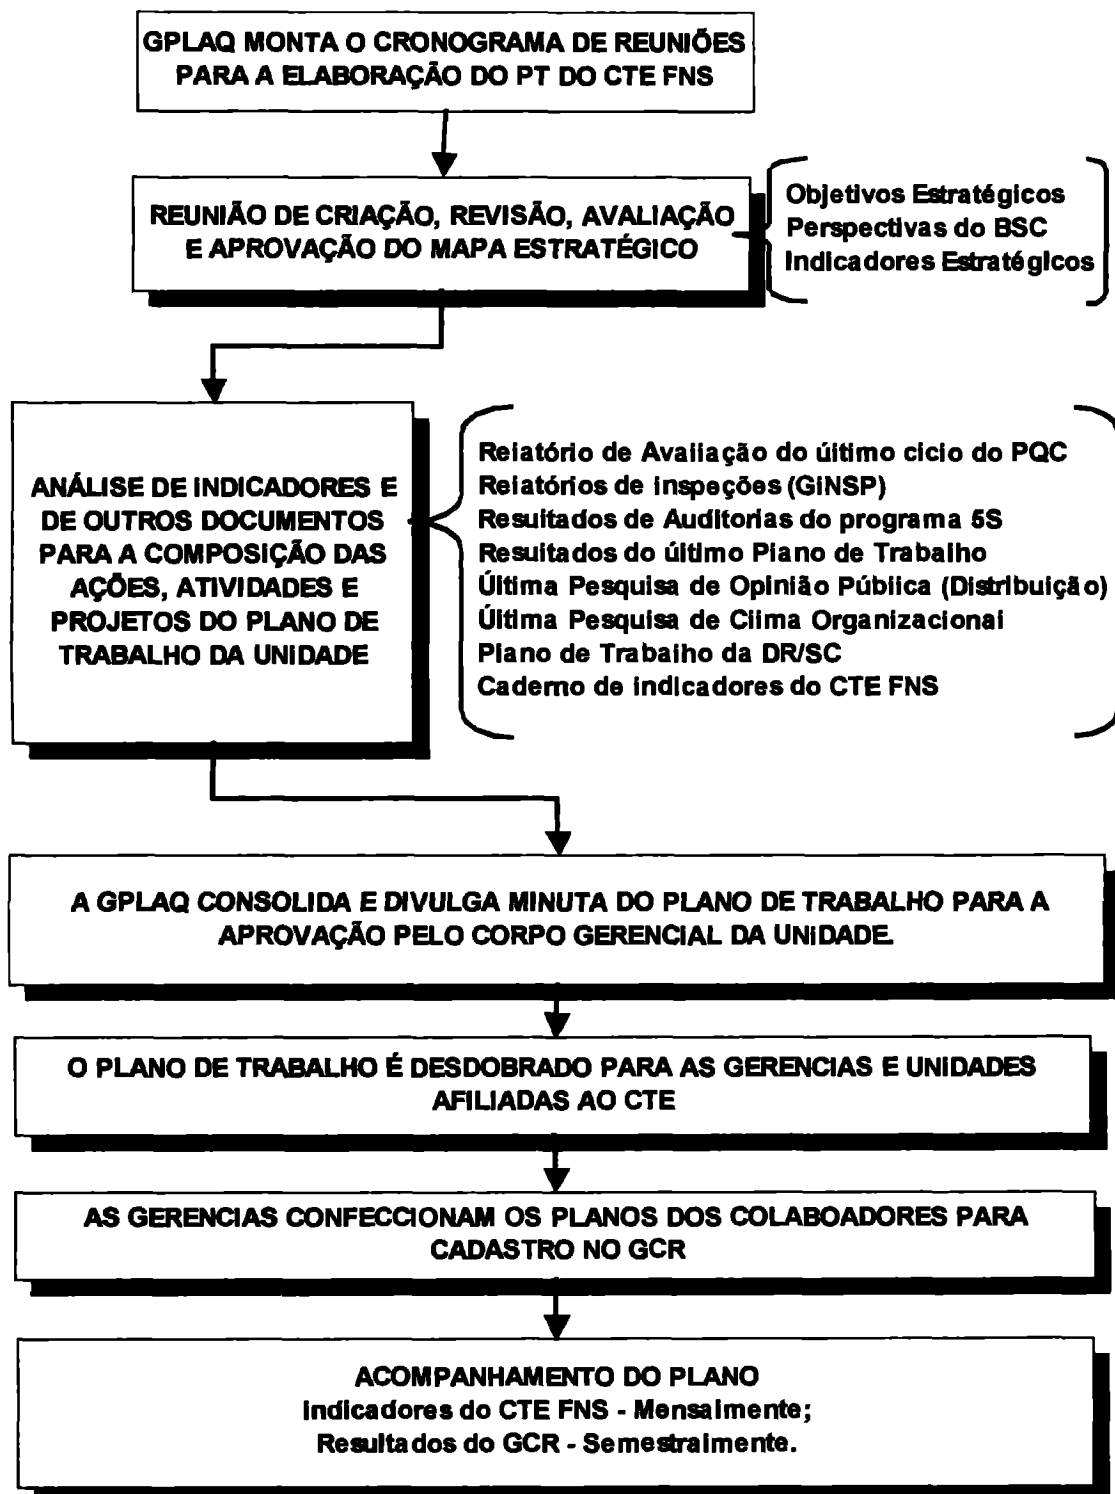 GPLAQ MONTA O CRONOGRAMA DE REUNIÕES
PARA A ELABORAÇÃO DO PT DO CTE FNS
REUNIÃO DE CRIAÇÃO, REVISÃO, AVALIAÇÃO
E APROVAÇÃO DO MAPA ESTRATÉGICO
Objetivos Estratégicos
Perspectivas do BSC
Indicadores Estratégicos
ANÁLISE DE INDICADORES E
DE OUTROS DOCUMENTOS
PARA A COMPOSIÇÃO DAS
AÇÕES, ATIVIDADES E
PROJETOS DO PLANO DE
TRABALHO DA UNIDADE
Relatório de Avaliação do último ciclo do PQC
Relatórios de inspeções (GINSP)
Resultados de Auditorias do programa 5S
Resultados do último Plano de Trabalho
Última Pesquisa de Opinião Pública (Distribuição)
Última Pesquisa de Clima Organizacional
Plano de Trabalho da DR/SC
Caderno de indicadores do CTE FNS
A GPLAQ CONSOLIDA E DIVULGA MINUTA DO PLANO DE TRABALHO PARA A
APROVAÇÃO PELO CORPO GERENCIAL DA UNIDADE.
O PLANO DE TRABALHO É DESDOBRADO PARA AS GERENCIAS E UNIDADES
AFILIADAS AO CTE
AS GERENCIAS CONFECCIONAM OS PLANOS DOS COLABOADORES PARA
CADASTRO NO GCR
ACOMPANHAMENTO DO PLANO
Indicadores do CTE FNS - Mensalmente;
Resultados do GCR - Semestralmente.